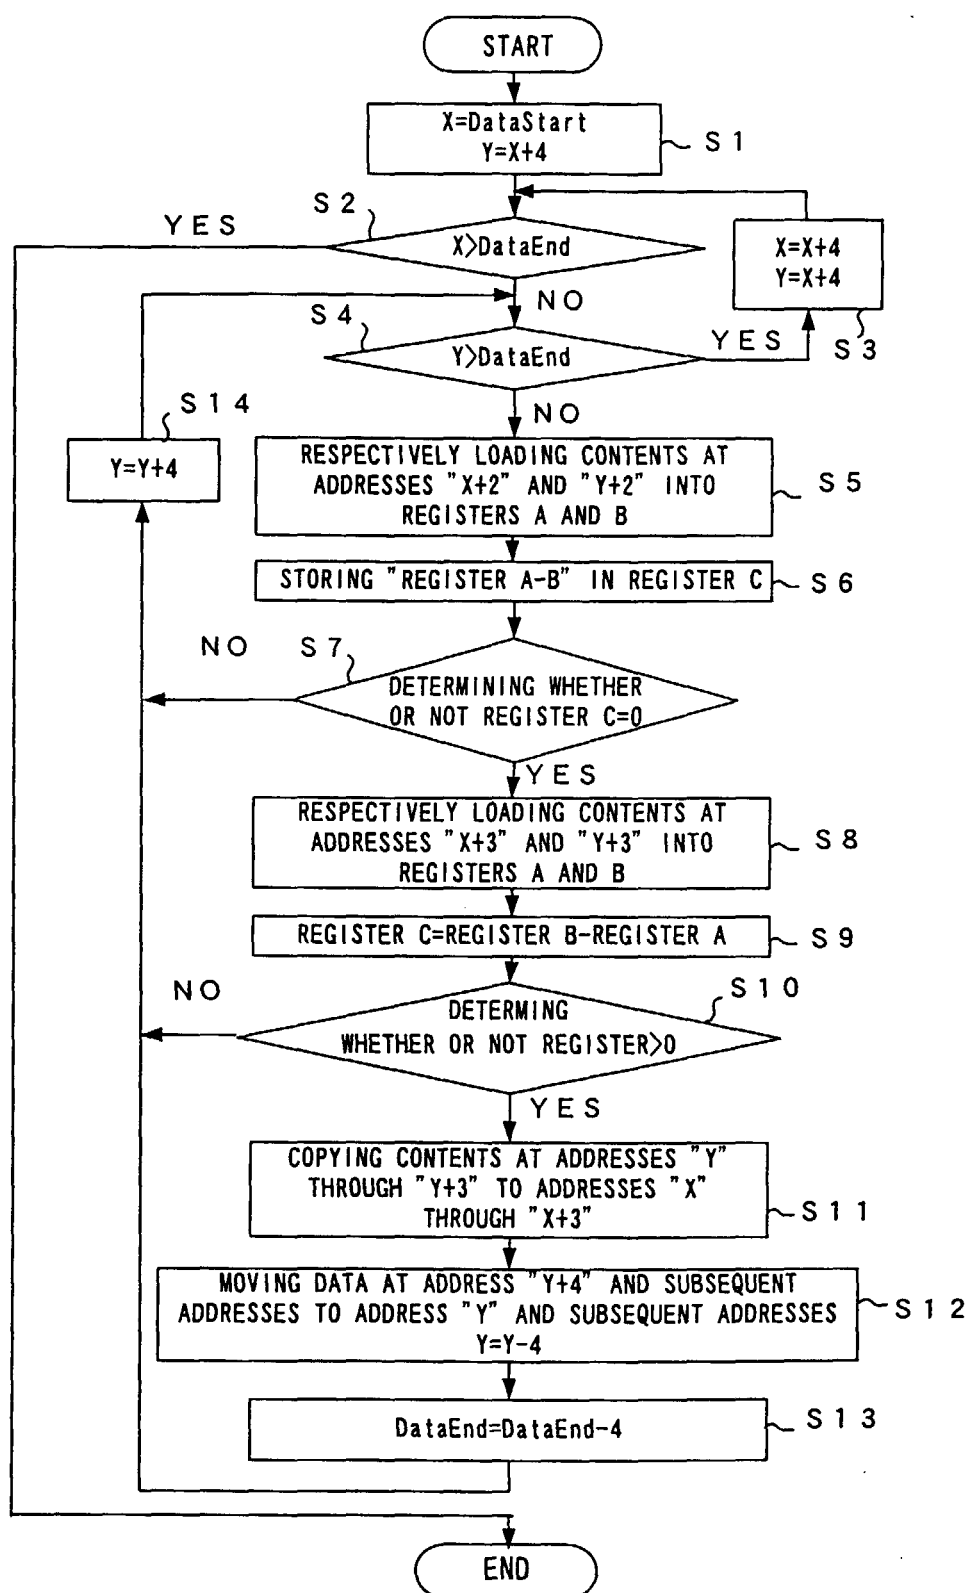 START
X=DataStart
Y=X+4
S1
S2
YES
X>DataEnd
X=X+4
Y=X+4
S3
NO
S4
Y>DataEnd
YES
NO
S14
Y=Y+4
RESPECTIVELY LOADING CONTENTS AT
ADDRESSES "X+2" AND "Y+2" INTO
REGISTERS A AND B
S5
STORING "REGISTER A-B" IN REGISTER C
S6
NO
S7
DETERMINING WHETHER
OR NOT REGISTER C=0
YES
RESPECTIVELY LOADING CONTENTS AT
ADDRESSES "X+3" AND "Y+3" INTO
REGISTERS A AND B
S8
REGISTER C=REGISTER B-REGISTER A
S9
NO
S10
DETERMING
WHETHER OR NOT REGISTER>0
YES
COPYING CONTENTS AT ADDRESSES "Y"
THROUGH "Y+3" TO ADDRESSES "X"
THROUGH "X+3"
S11
MOVING DATA AT ADDRESS "Y+4" AND SUBSEQUENT
ADDRESSES TO ADDRESS "Y" AND SUBSEQUENT ADDRESSES
Y=Y-4
S12
DataEnd=DataEnd-4
S13
END